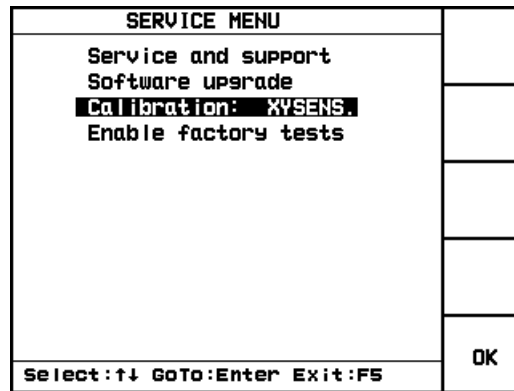 SERVICE MENU
Service and support
Software upgrade
Calibration: XYSENS.
Enable factory tests
OK
Select:↑↓ GoTo:Enter Exit:F5